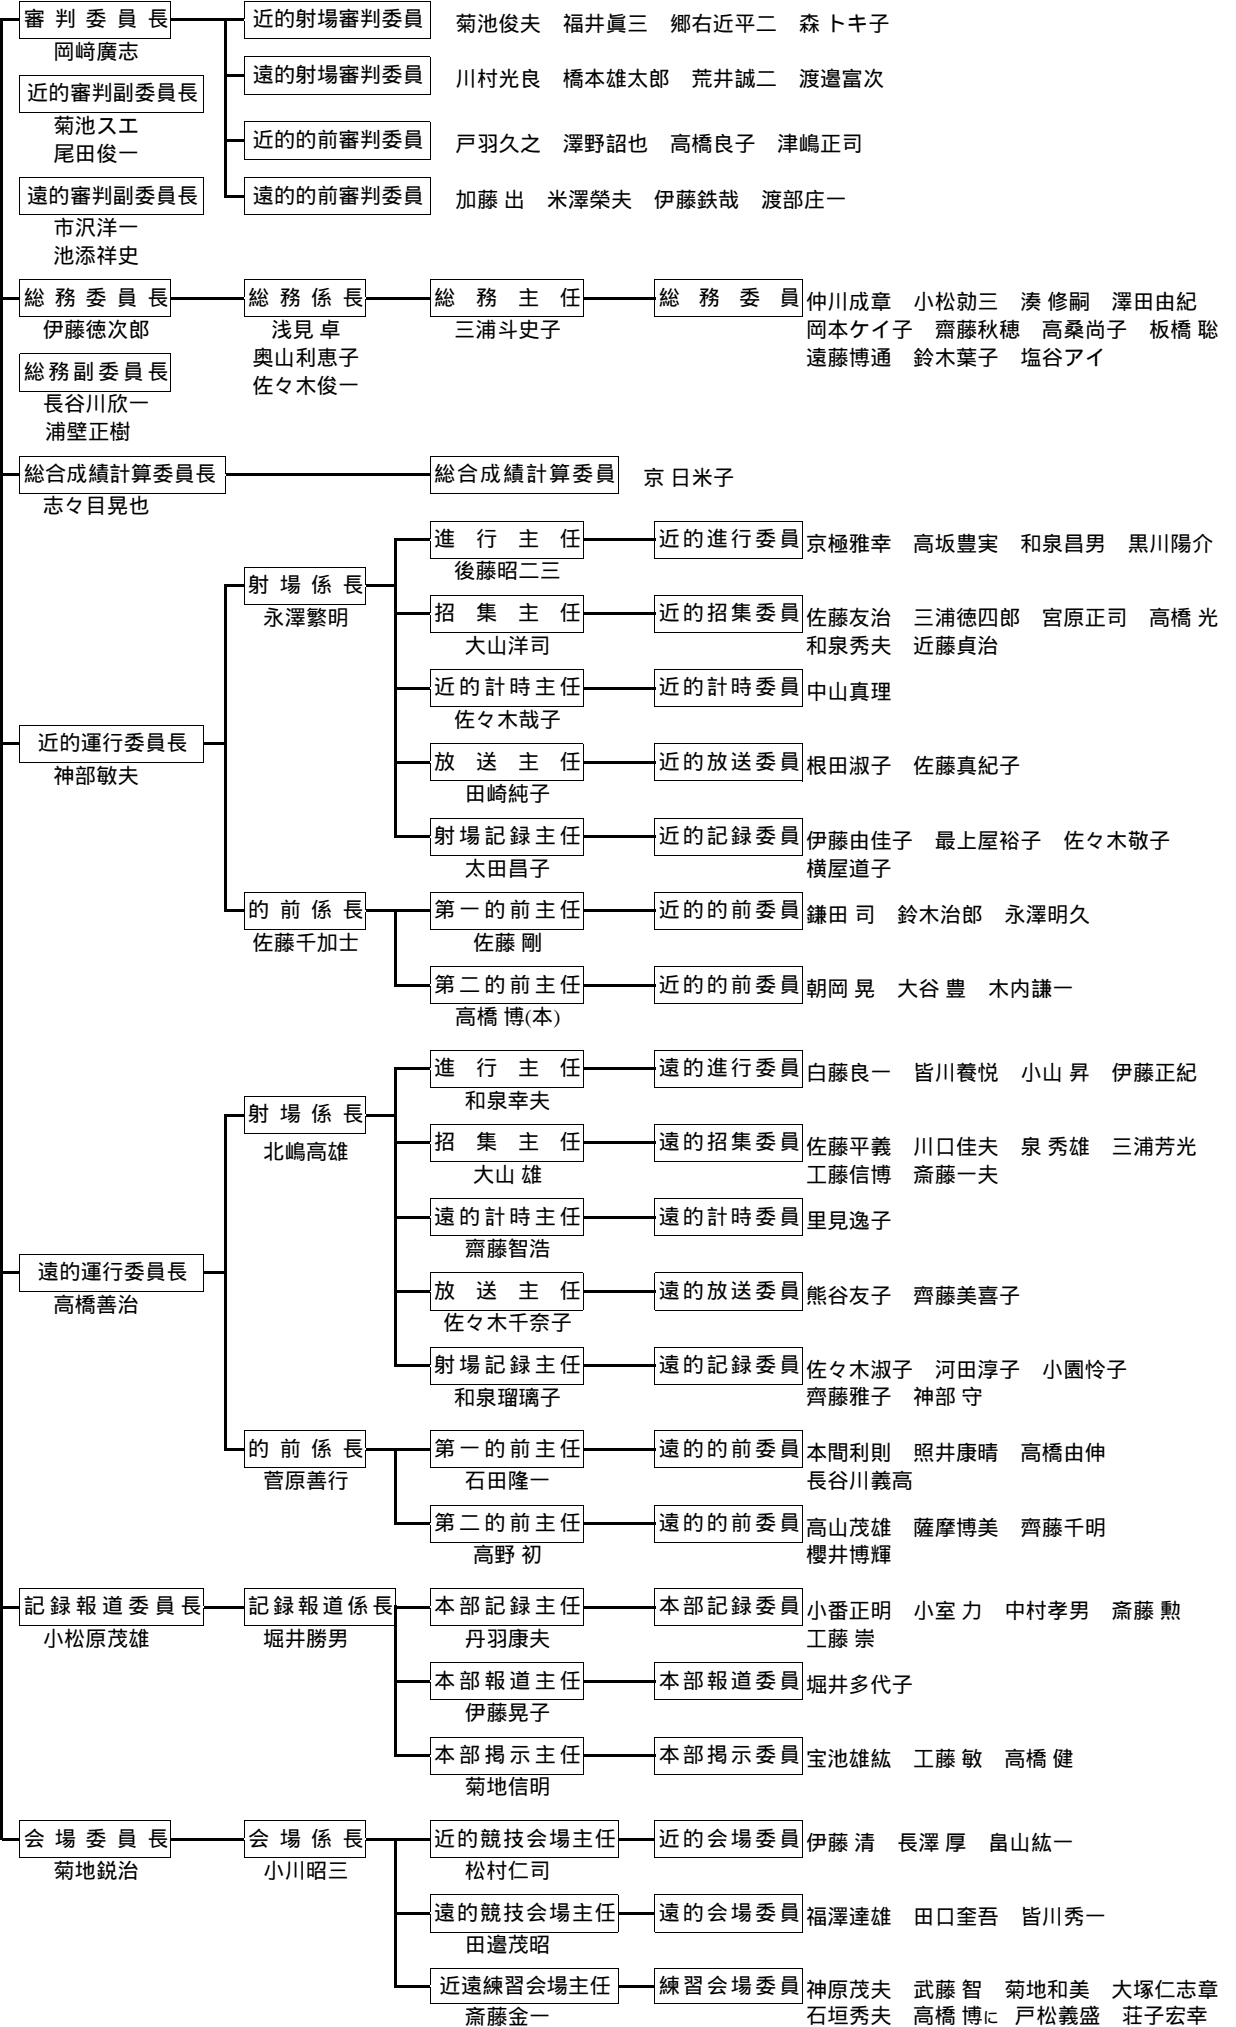 審判委員長
岡﨑廣志
近的審判副委員長
菊池スエ
尾田俊一
遠的審判副委員長
市沢洋一
池添祥史
近的射場審判委員 菊池俊夫 福井眞三 郷右近平二 森 トキ子
遠的射場審判委員 川村光良 橋本雄太郎 荒井誠二 渡邉富次
近的的前審判委員 戸羽久之 澤野詔也 高橋良子 津嶋正司
遠的的前審判委員 加藤 出 米澤榮夫 伊藤鉄哉 渡部庄一
総務委員長
伊藤徳次郎
総務副委員長
長谷川欣一
浦壁正樹
総務係長
浅見 卓
奥山利恵子
佐々木俊一
総務主任
三浦斗史子
総務委員 仲川成章 小松勍三 湊 修嗣 澤田由紀
岡本ケイ子 齋藤秋穂 高桑尚子 板橋 聡
遠藤博通 鈴木葉子 塩谷アイ
総合成績計算委員長
志々目晃也
総合成績計算委員 京 日米子
近的運行委員長
神部敏夫
射場係長
永澤繁明
進行主任
後藤昭二三
近的進行委員 京極雅幸 高坂豊実 和泉昌男 黒川陽介
招集主任
大山洋司
近的招集委員 佐藤友治 三浦徳四郎 宮原正司 高橋 光
和泉秀夫 近藤貞治
近的計時主任
佐々木哉子
近的計時委員 中山真理
放送主任
田崎純子
近的放送委員 根田淑子 佐藤真紀子
射場記録主任
太田昌子
近的記録委員 伊藤由佳子 最上屋裕子 佐々木敬子
横屋道子
的前係長
佐藤千加士
第一的前主任
佐藤 剛
近的的前委員 鎌田 司 鈴木治郎 永澤明久
第二的前主任
高橋 博(本)
近的的前委員 朝岡 晃 大谷 豊 木内謙一
遠的運行委員長
高橋善治
射場係長
北嶋高雄
進行主任
和泉幸夫
遠的進行委員 白藤良一 皆川養悦 小山 昇 伊藤正紀
招集主任
大山 雄
遠的招集委員 佐藤平義 川口佳夫 泉 秀雄 三浦芳光
工藤信博 斎藤一夫
遠的計時主任
齋藤智浩
遠的計時委員 里見逸子
放送主任
佐々木千奈子
遠的放送委員 熊谷友子 齊藤美喜子
射場記録主任
和泉瑠璃子
遠的記録委員 佐々木淑子 河田淳子 小園怜子
齊藤雅子 神部 守
的前係長
菅原善行
第一的前主任
石田隆一
遠的的前委員 本間利則 照井康晴 高橋由伸
長谷川義高
第二的前主任
高野 初
遠的的前委員 高山茂雄 薩摩博美 齊藤千明
櫻井博輝
記録報道委員長
小松原茂雄
記録報道係長
堀井勝男
本部記録主任
丹羽康夫
本部記録委員 小番正明 小室 力 中村孝男 斎藤 勲
工藤 崇
本部報道主任
伊藤晃子
本部報道委員 堀井多代子
本部掲示主任
菊地信明
本部掲示委員 宝池雄紘 工藤 敏 高橋 健
会場委員長
菊地鋭治
会場係長
小川昭三
近的競技会場主任
松村仁司
近的会場委員 伊藤 清 長澤 厚 畠山紘一
遠的競技会場主任
田邉茂昭
遠的会場委員 福澤達雄 田口奎吾 皆川秀一
近遠練習会場主任
斎藤金一
練習会場委員 神原茂夫 武藤 智 菊地和美 大塚仁志章
石垣秀夫 高橋 博に 戸松義盛 荘子宏幸